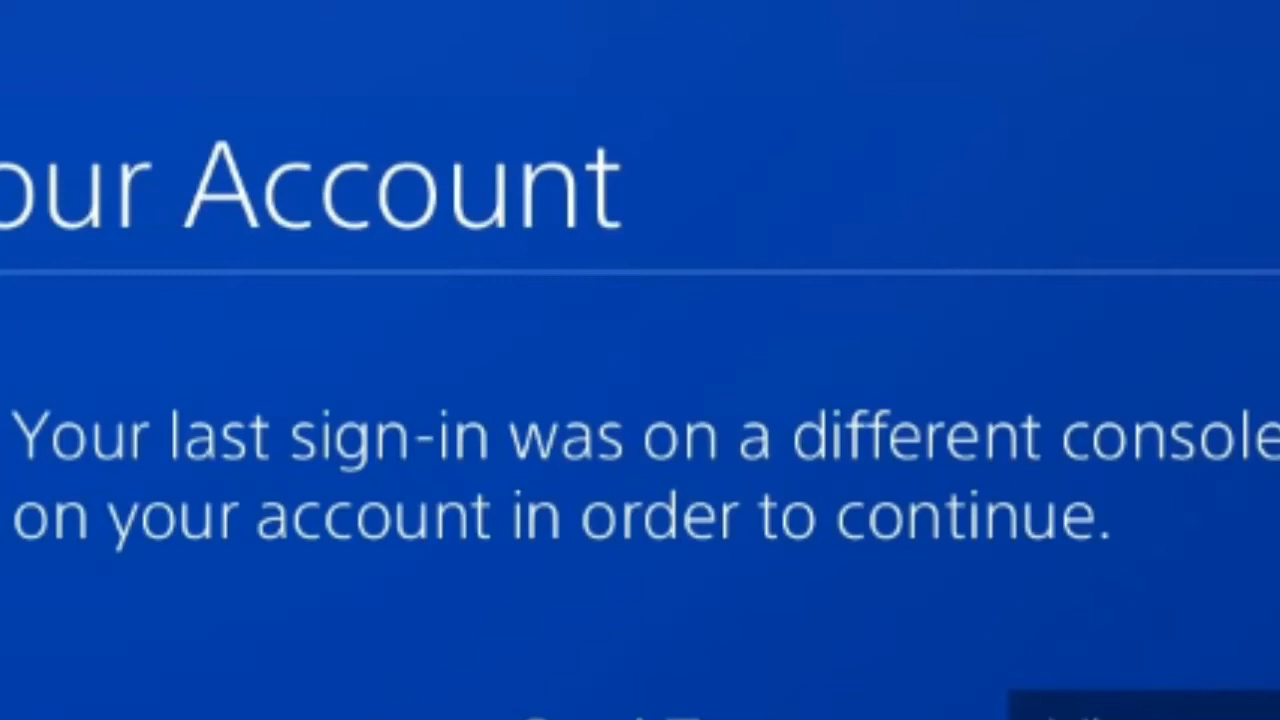 our Account
Your last sign-in was on a different console
on your account in order to continue.